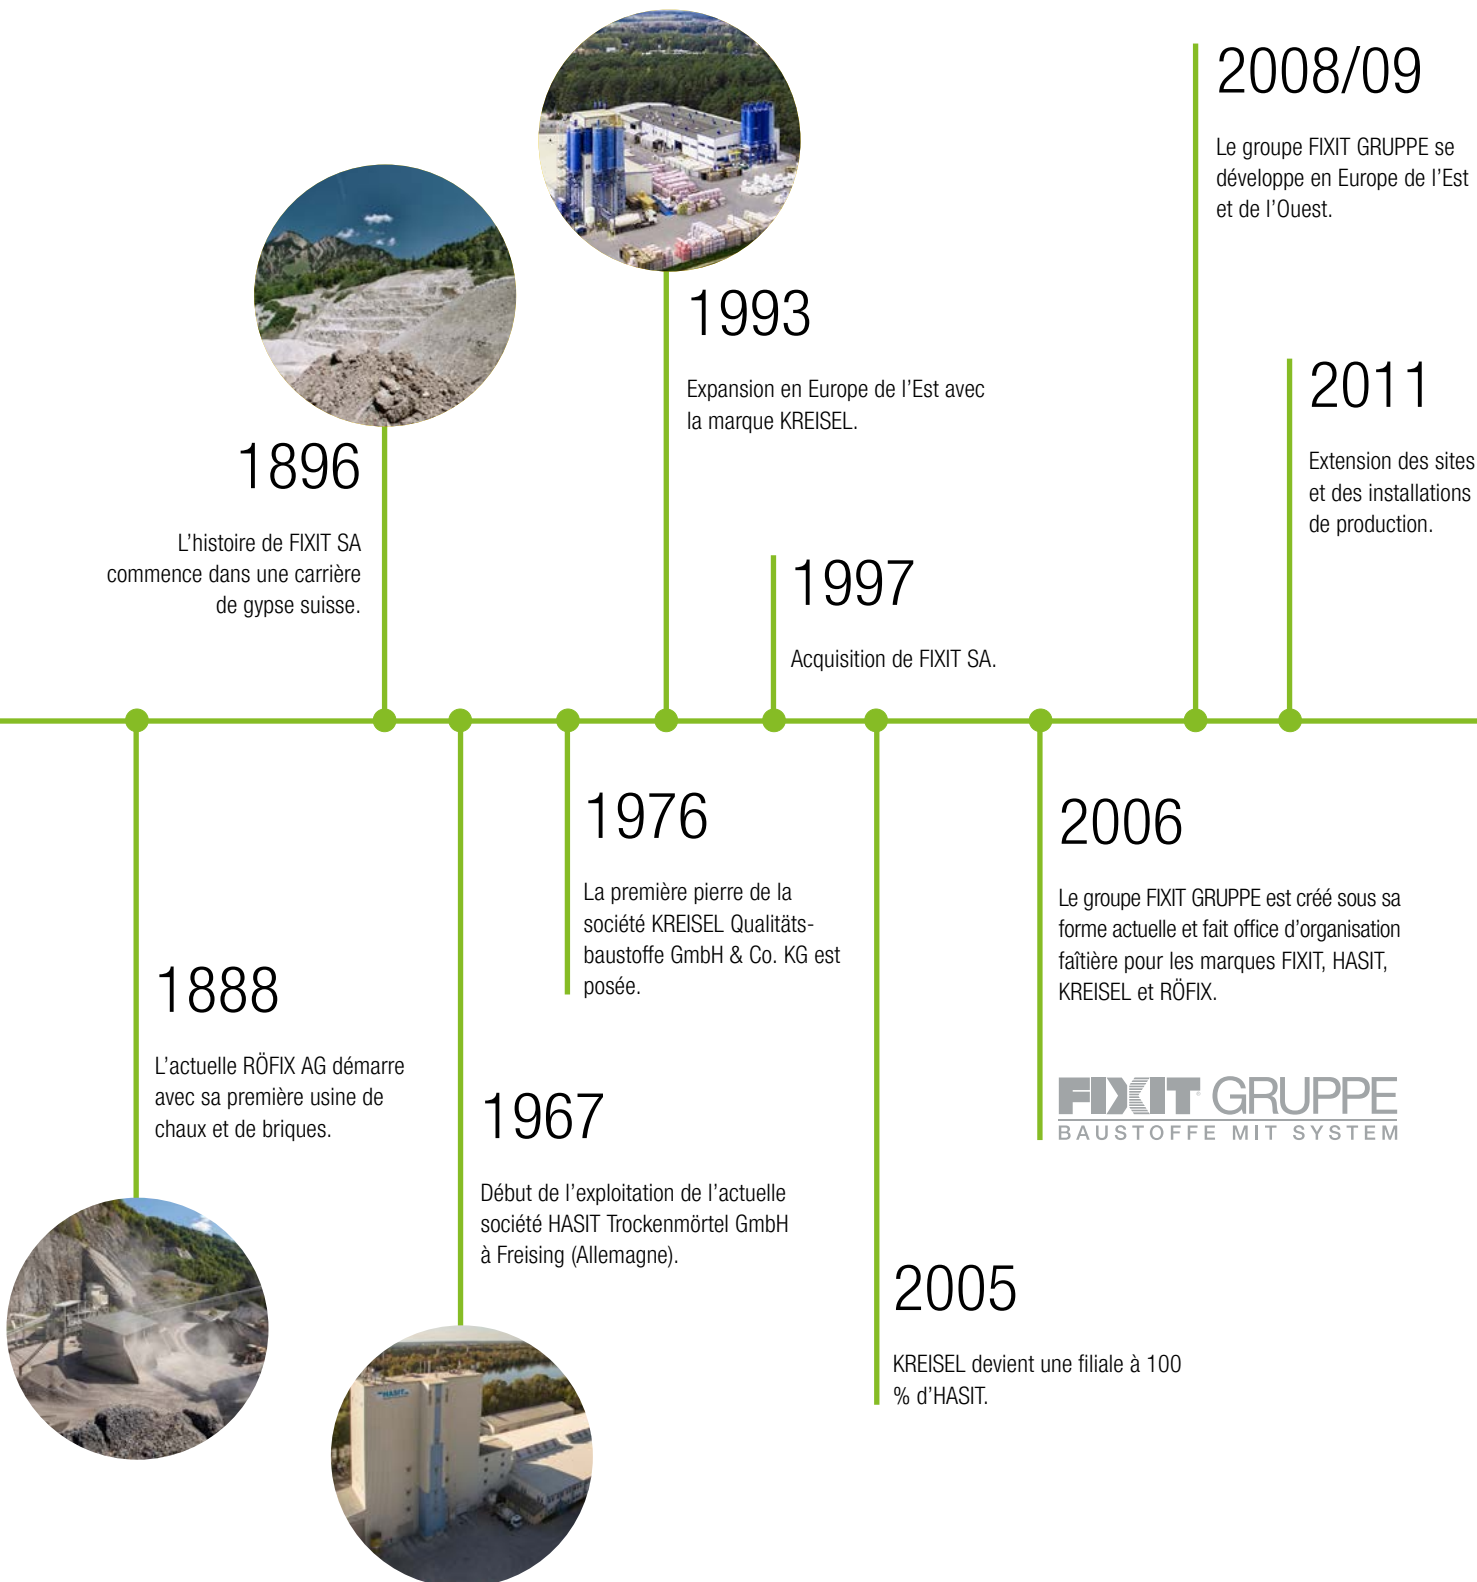 2008/09
Le groupe FIXIT GRUPPE se
développe en Europe de l’Est
et de l’Ouest.
1993
Expansion en Europe de l’Est avec
la marque KREISEL.
2011
Extension des sites
et des installations
de production.
1896
L’histoire de FIXIT SA
commence dans une carrière
de gypse suisse.
1997
Acquisition de FIXIT SA.
1976
La première pierre de la
société KREISEL Qualitäts-
baustoffe GmbH & Co. KG est
posée.
2006
Le groupe FIXIT GRUPPE est créé sous sa
forme actuelle et fait office d’organisation
faîtière pour les marques FIXIT, HASIT,
KREISEL et RÖFIX.
FIXIT GRUPPE
BAUSTOFFE MIT SYSTEM
1888
L’actuelle RÖFIX AG démarre
avec sa première usine de
chaux et de briques.
1967
Début de l’exploitation de l’actuelle
société HASIT Trockenmörtel GmbH
à Freising (Allemagne).
2005
KREISEL devient une filiale à 100
% d’HASIT.
HASIT